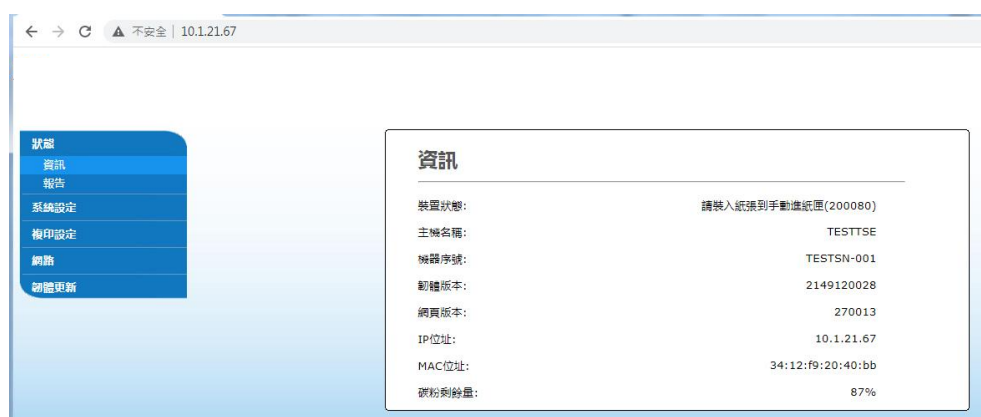 不安全 | 10.1.21.67
狀態
資訊
報告
系統設定
複印設定
網路
韌體更新
資訊
裝置狀態: 請裝入紙張到手動進紙匣(200080)
主機名稱: TESTTSE
機器序號: TESTSN-001
韌體版本: 2149120028
網頁版本: 270013
IP位址: 10.1.21.67
MAC位址: 34:12:f9:20:40:bb
碳粉剩餘量: 87%